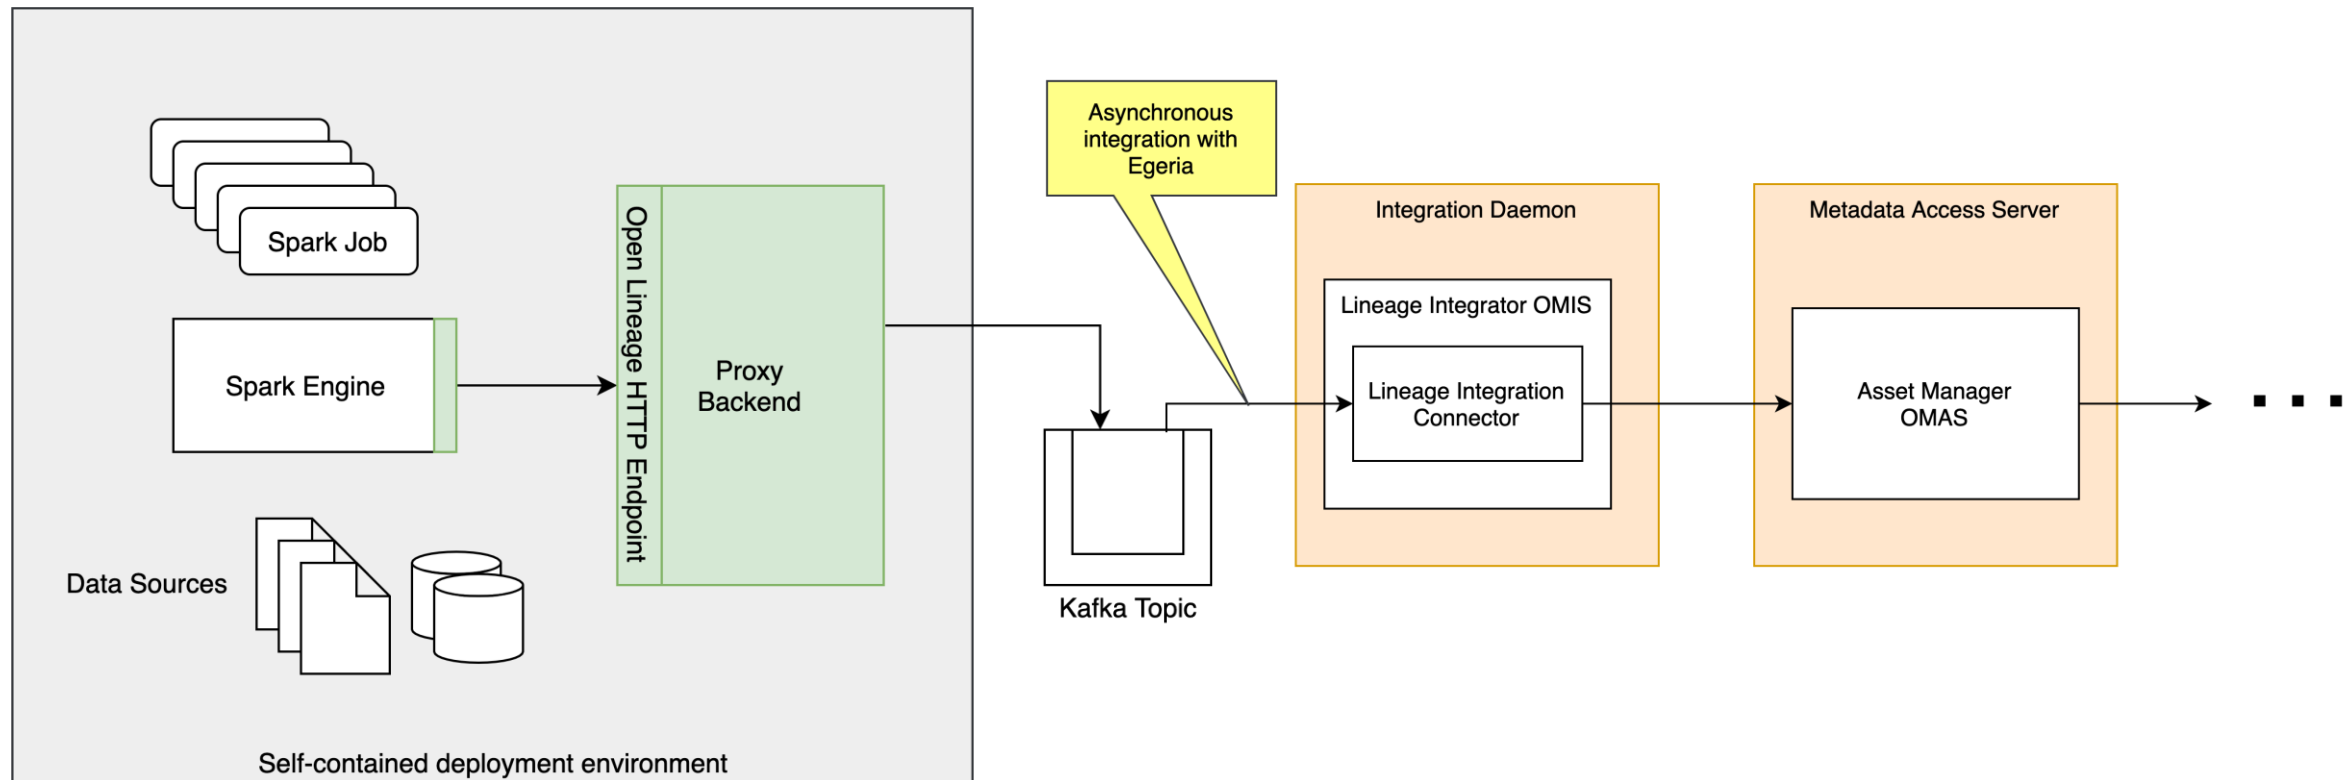 Spark Job
Spark Engine
Data Sources
Open Lineage HTTP Endpoint
Proxy
Backend
Self-contained deployment environment
Asynchronous
integration with
Egeria
Kafka Topic
Integration Daemon
Lineage Integrator OMIS
Lineage Integration
Connector
Metadata Access Server
Asset Manager
OMAS